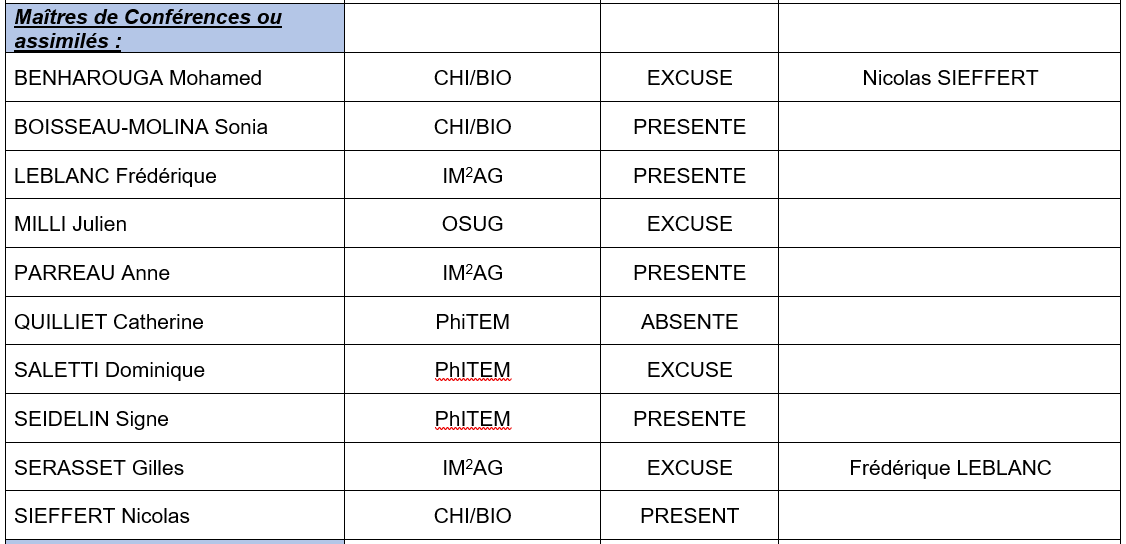 Maîtres de Conférences ou
assimilés :
BENHAROUGA Mohamed CHI/BIO EXCUSE Nicolas SIEFFERT
BOISSEAU-MOLINA Sonia CHI/BIO PRESENTE
LEBLANC Frédérique IM²AG PRESENTE
MILLI Julien OSUG EXCUSE
PARREAU Anne IM²AG PRESENTE
QUILLIET Catherine PhiTEM ABSENTE
SALETTI Dominique PhITEM EXCUSE
SEIDELIN Signe PhITEM PRESENTE
SERASSET Gilles IM²AG EXCUSE Frédérique LEBLANC
SIEFFERT Nicolas CHI/BIO PRESENT